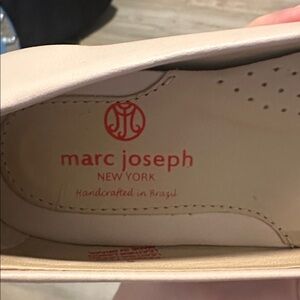 marc joseph
NEW YORK
Handcrafted in Brazil